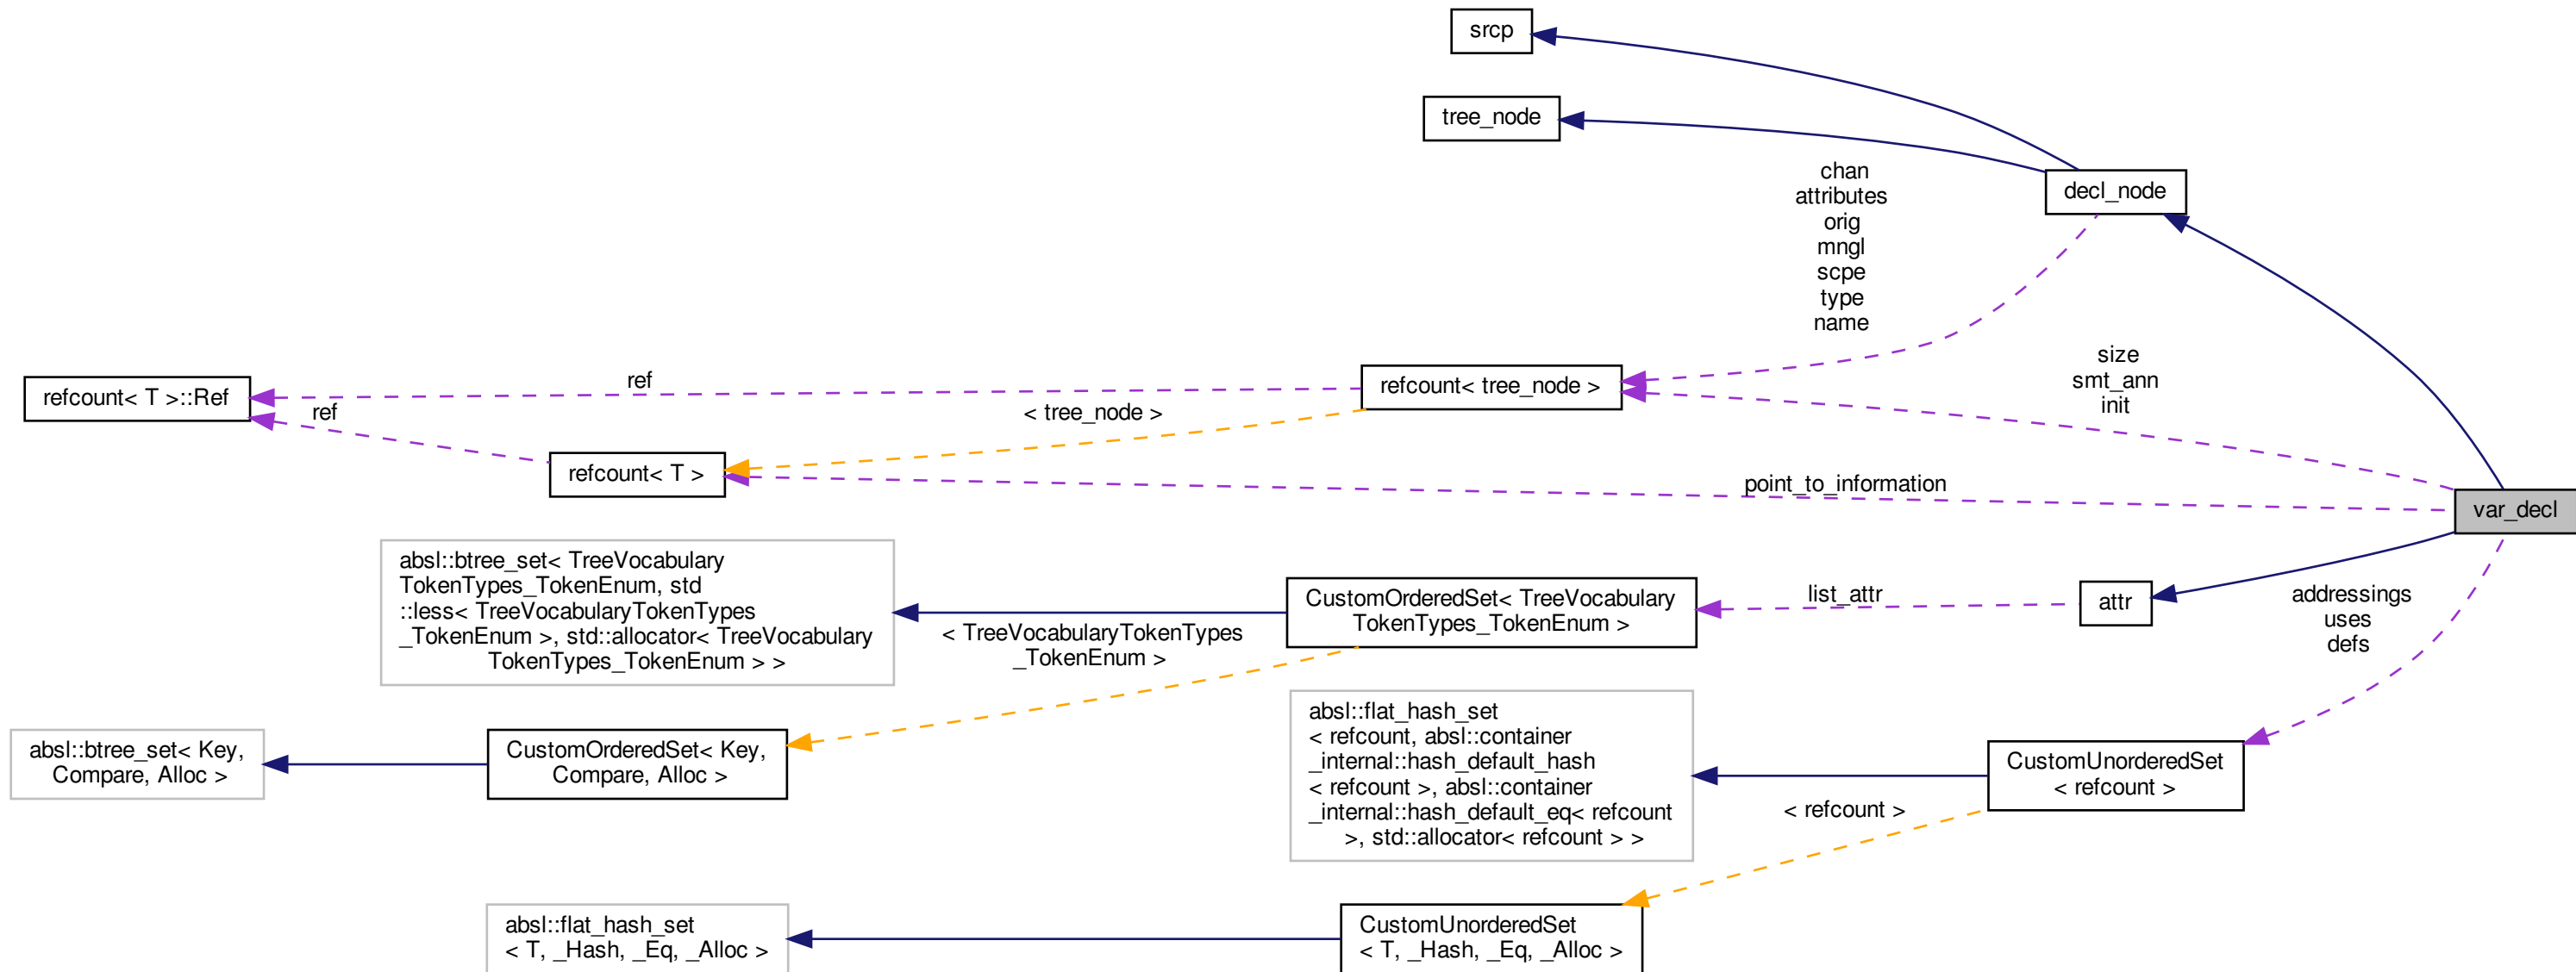 srcp
tree_node
decl_node
chan
attributes
orig
mngl
scpe
type
name
size
smt_ann
init
refcount< T >::Ref
ref
ref
refcount< tree_node >
< tree_node >
refcount< T >
point_to_information
var_decl
absl::btree_set< TreeVocabulary
TokenTypes_TokenEnum, std
::less< TreeVocabularyTokenTypes
_TokenEnum >, std::allocator< TreeVocabulary
TokenTypes_TokenEnum > >
< TreeVocabularyTokenTypes
_TokenEnum >
CustomOrderedSet< TreeVocabulary
TokenTypes_TokenEnum >
list_attr
attr
addressings
uses
defs
absl::btree_set< Key,
Compare, Alloc >
CustomOrderedSet< Key,
Compare, Alloc >
absl::flat_hash_set
< refcount, absl::container
_internal::hash_default_hash
< refcount >, absl::container
_internal::hash_default_eq< refcount
>, std::allocator< refcount > >
< refcount >
CustomUnorderedSet
< refcount >
absl::flat_hash_set
< T, _Hash, _Eq, _Alloc >
CustomUnorderedSet
< T, _Hash, _Eq, _Alloc >